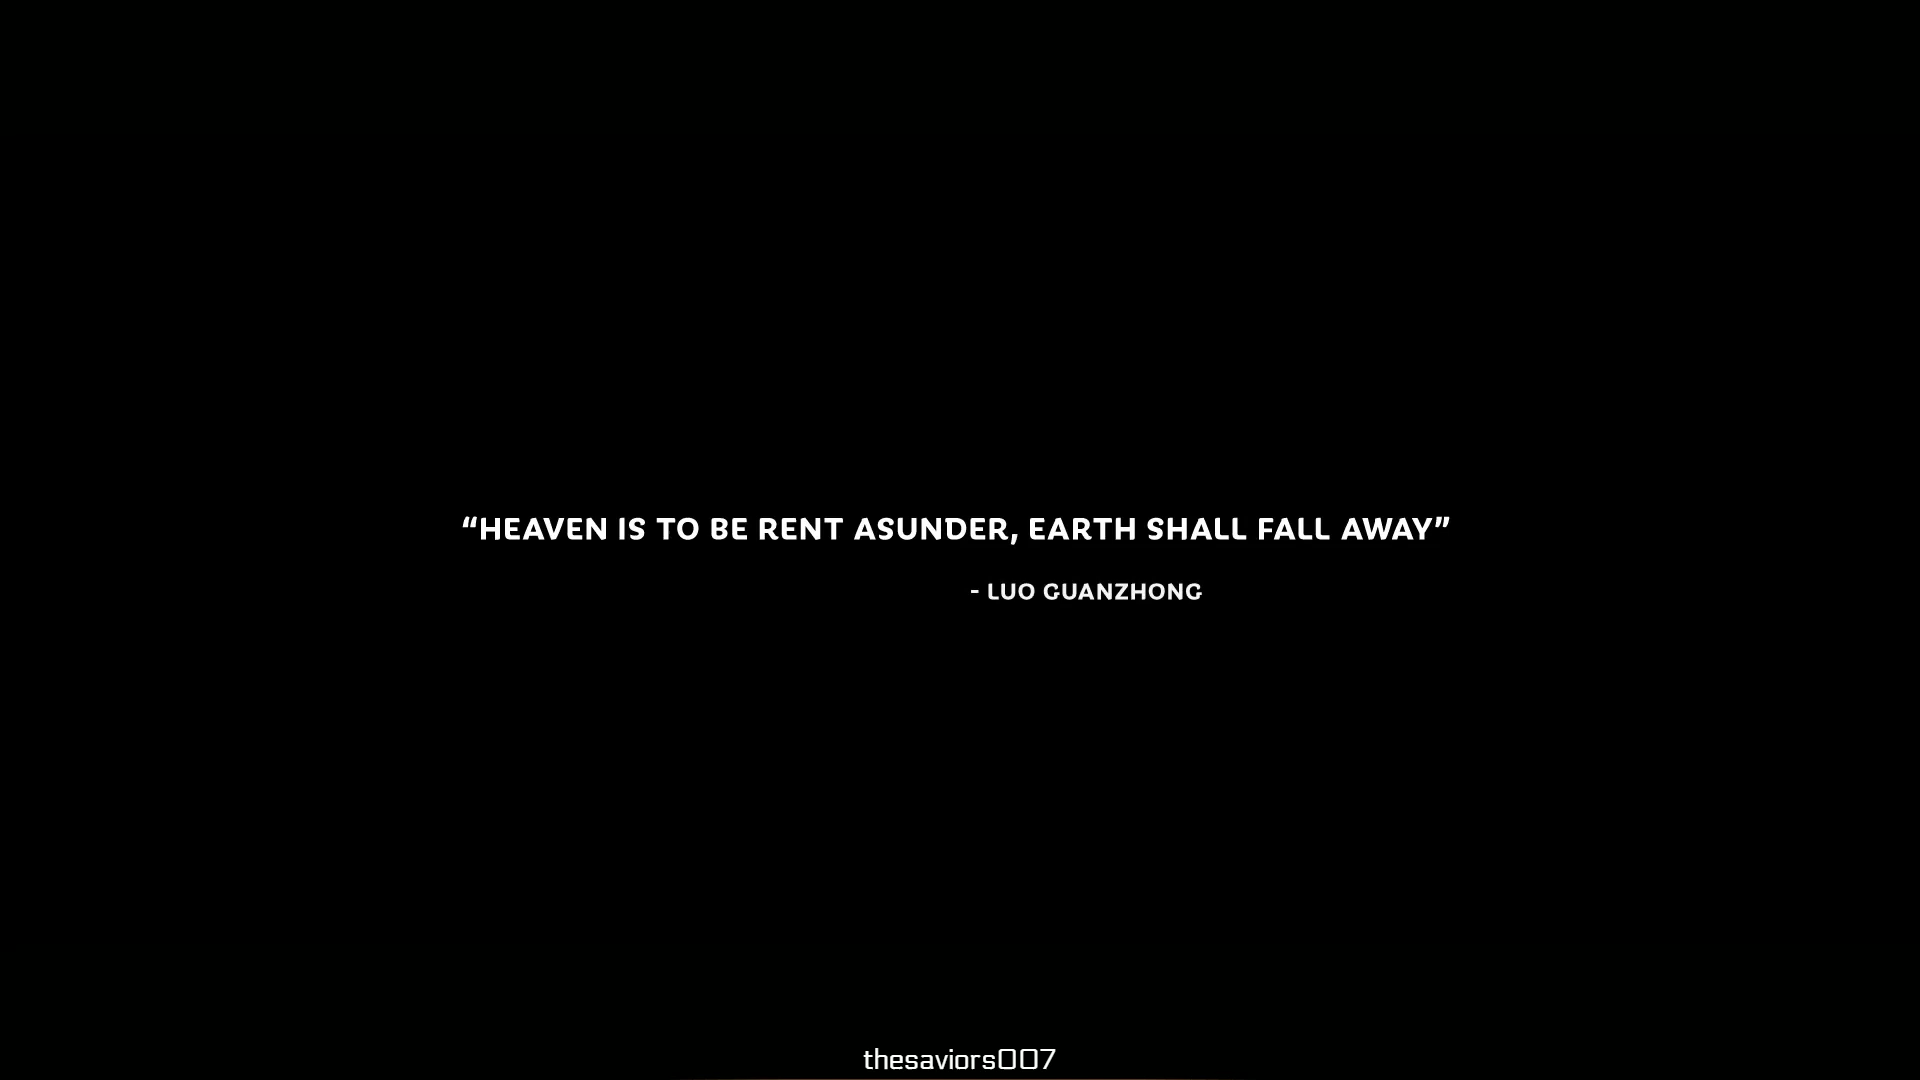 “HEAVEN IS TO BE RENT ASUNDER, EARTH SHALL FALL AWAY”
- LUO GUANZHONG
thesaviors007